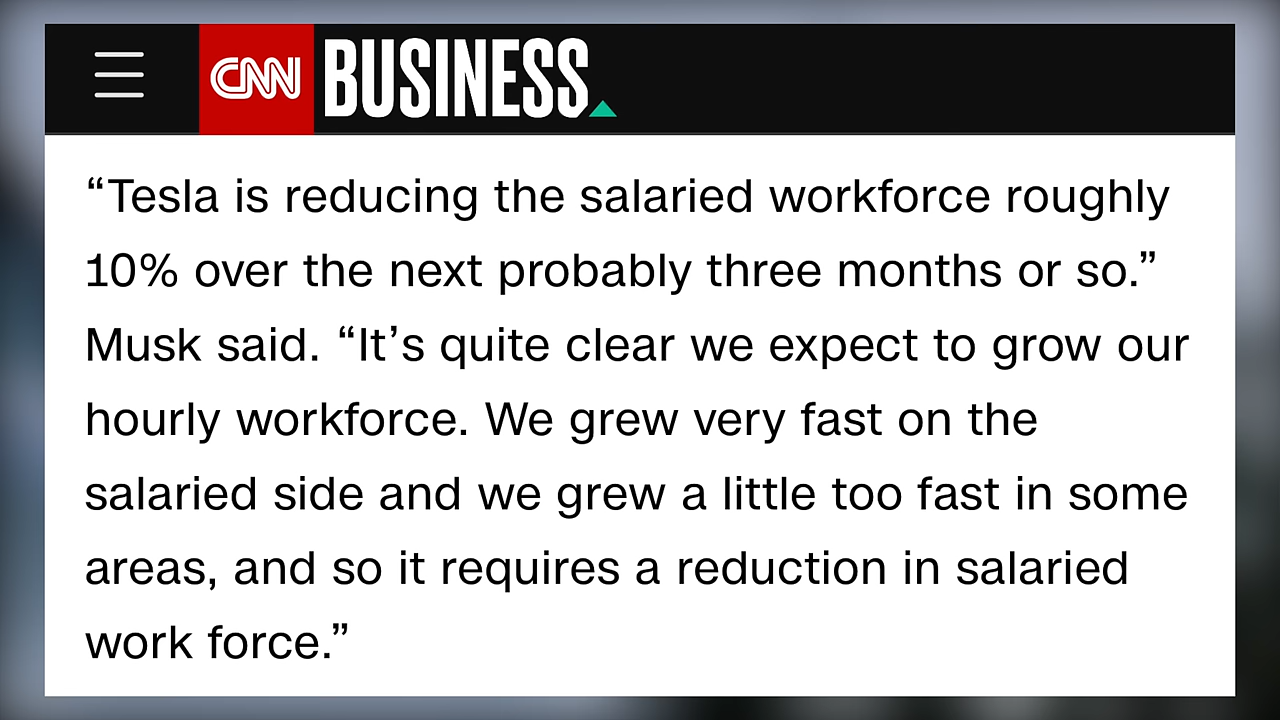 CNN BUSINESS
“Tesla is reducing the salaried workforce roughly
10% over the next probably three months or so.”
Musk said. “It’s quite clear we expect to grow our
hourly workforce. We grew very fast on the
salaried side and we grew a little too fast in some
areas, and so it requires a reduction in salaried
work force.”